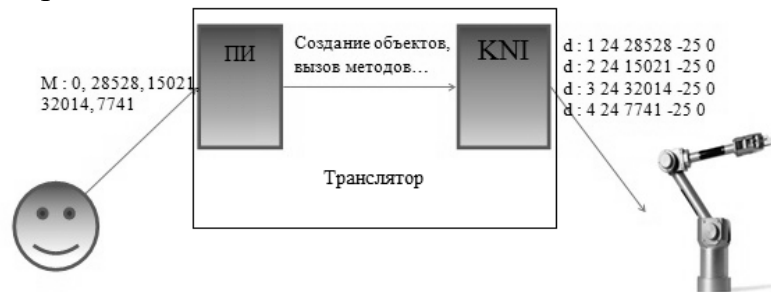 М : 0, 28528, 15021,
32014, 7741
ПИ
Создание объектов,
вызов методов…
KNI
d : 1 24 28528 -25 0
d : 2 24 15021 -25 0
d : 3 24 32014 -25 0
d : 4 24 7741 -25 0
Транслятор